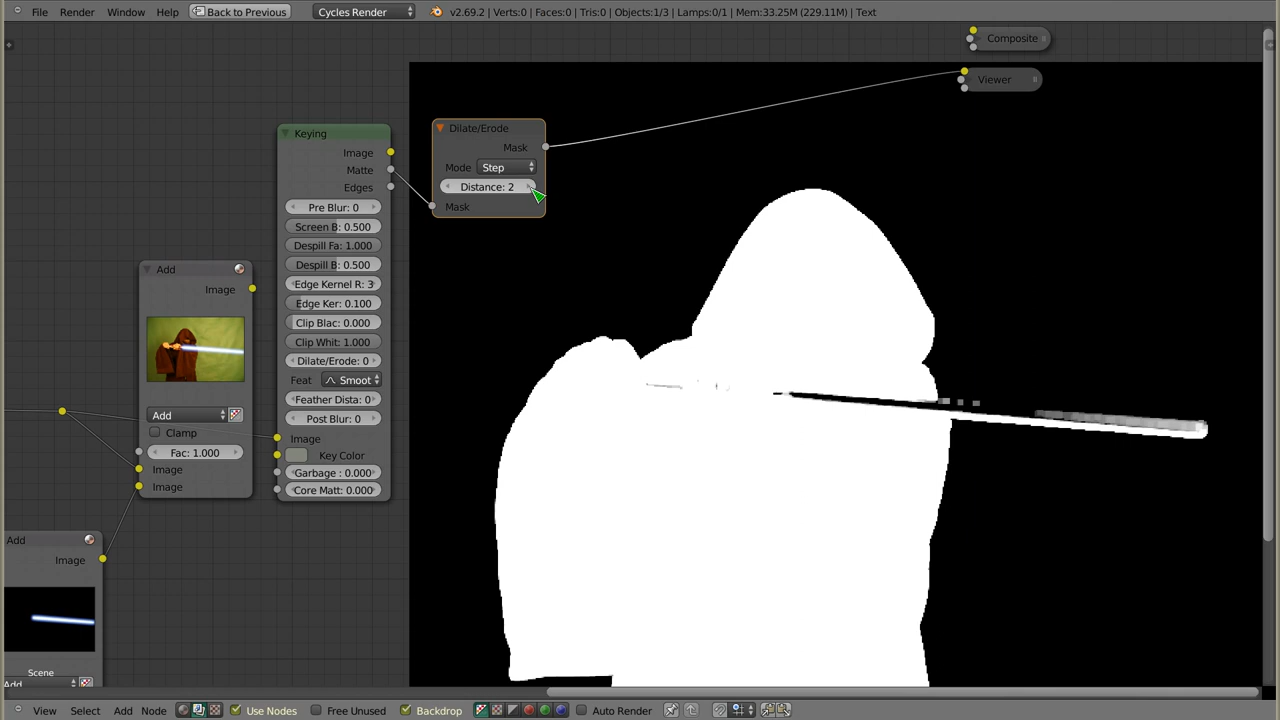 File Render Window Help Back to Previous Cycles Render v2.69.2 | Verts:0 | Faces:0 | Tris:0 | Objects:1/3 | Lamps:0/1 | Mem:33.25M (229.11M) | Text
Composite
Viewer
Dilate/Erode
Mask
Mode Step
Distance: 2
Mask
Keying
Image
Matte
Edges
Pre Blur: 0
Screen B: 0.500
Despill Fa: 1.000
Despill B: 0.500
Edge Kernel R: 3
Edge Ker: 0.100
Clip Blac: 0.000
Clip Whit: 1.000
Dilate/Erode: 0
Feat Smoot
Feather Dista: 0
Post Blur: 0
Image
Key Color
Garbage : 0.000
Core Matt: 0.000
Add
Image
Add
Clamp
Fac: 1.000
Image
Image
Add
Image
Scene
Add
View Select Add Node Use Nodes Free Unused Backdrop Auto Render